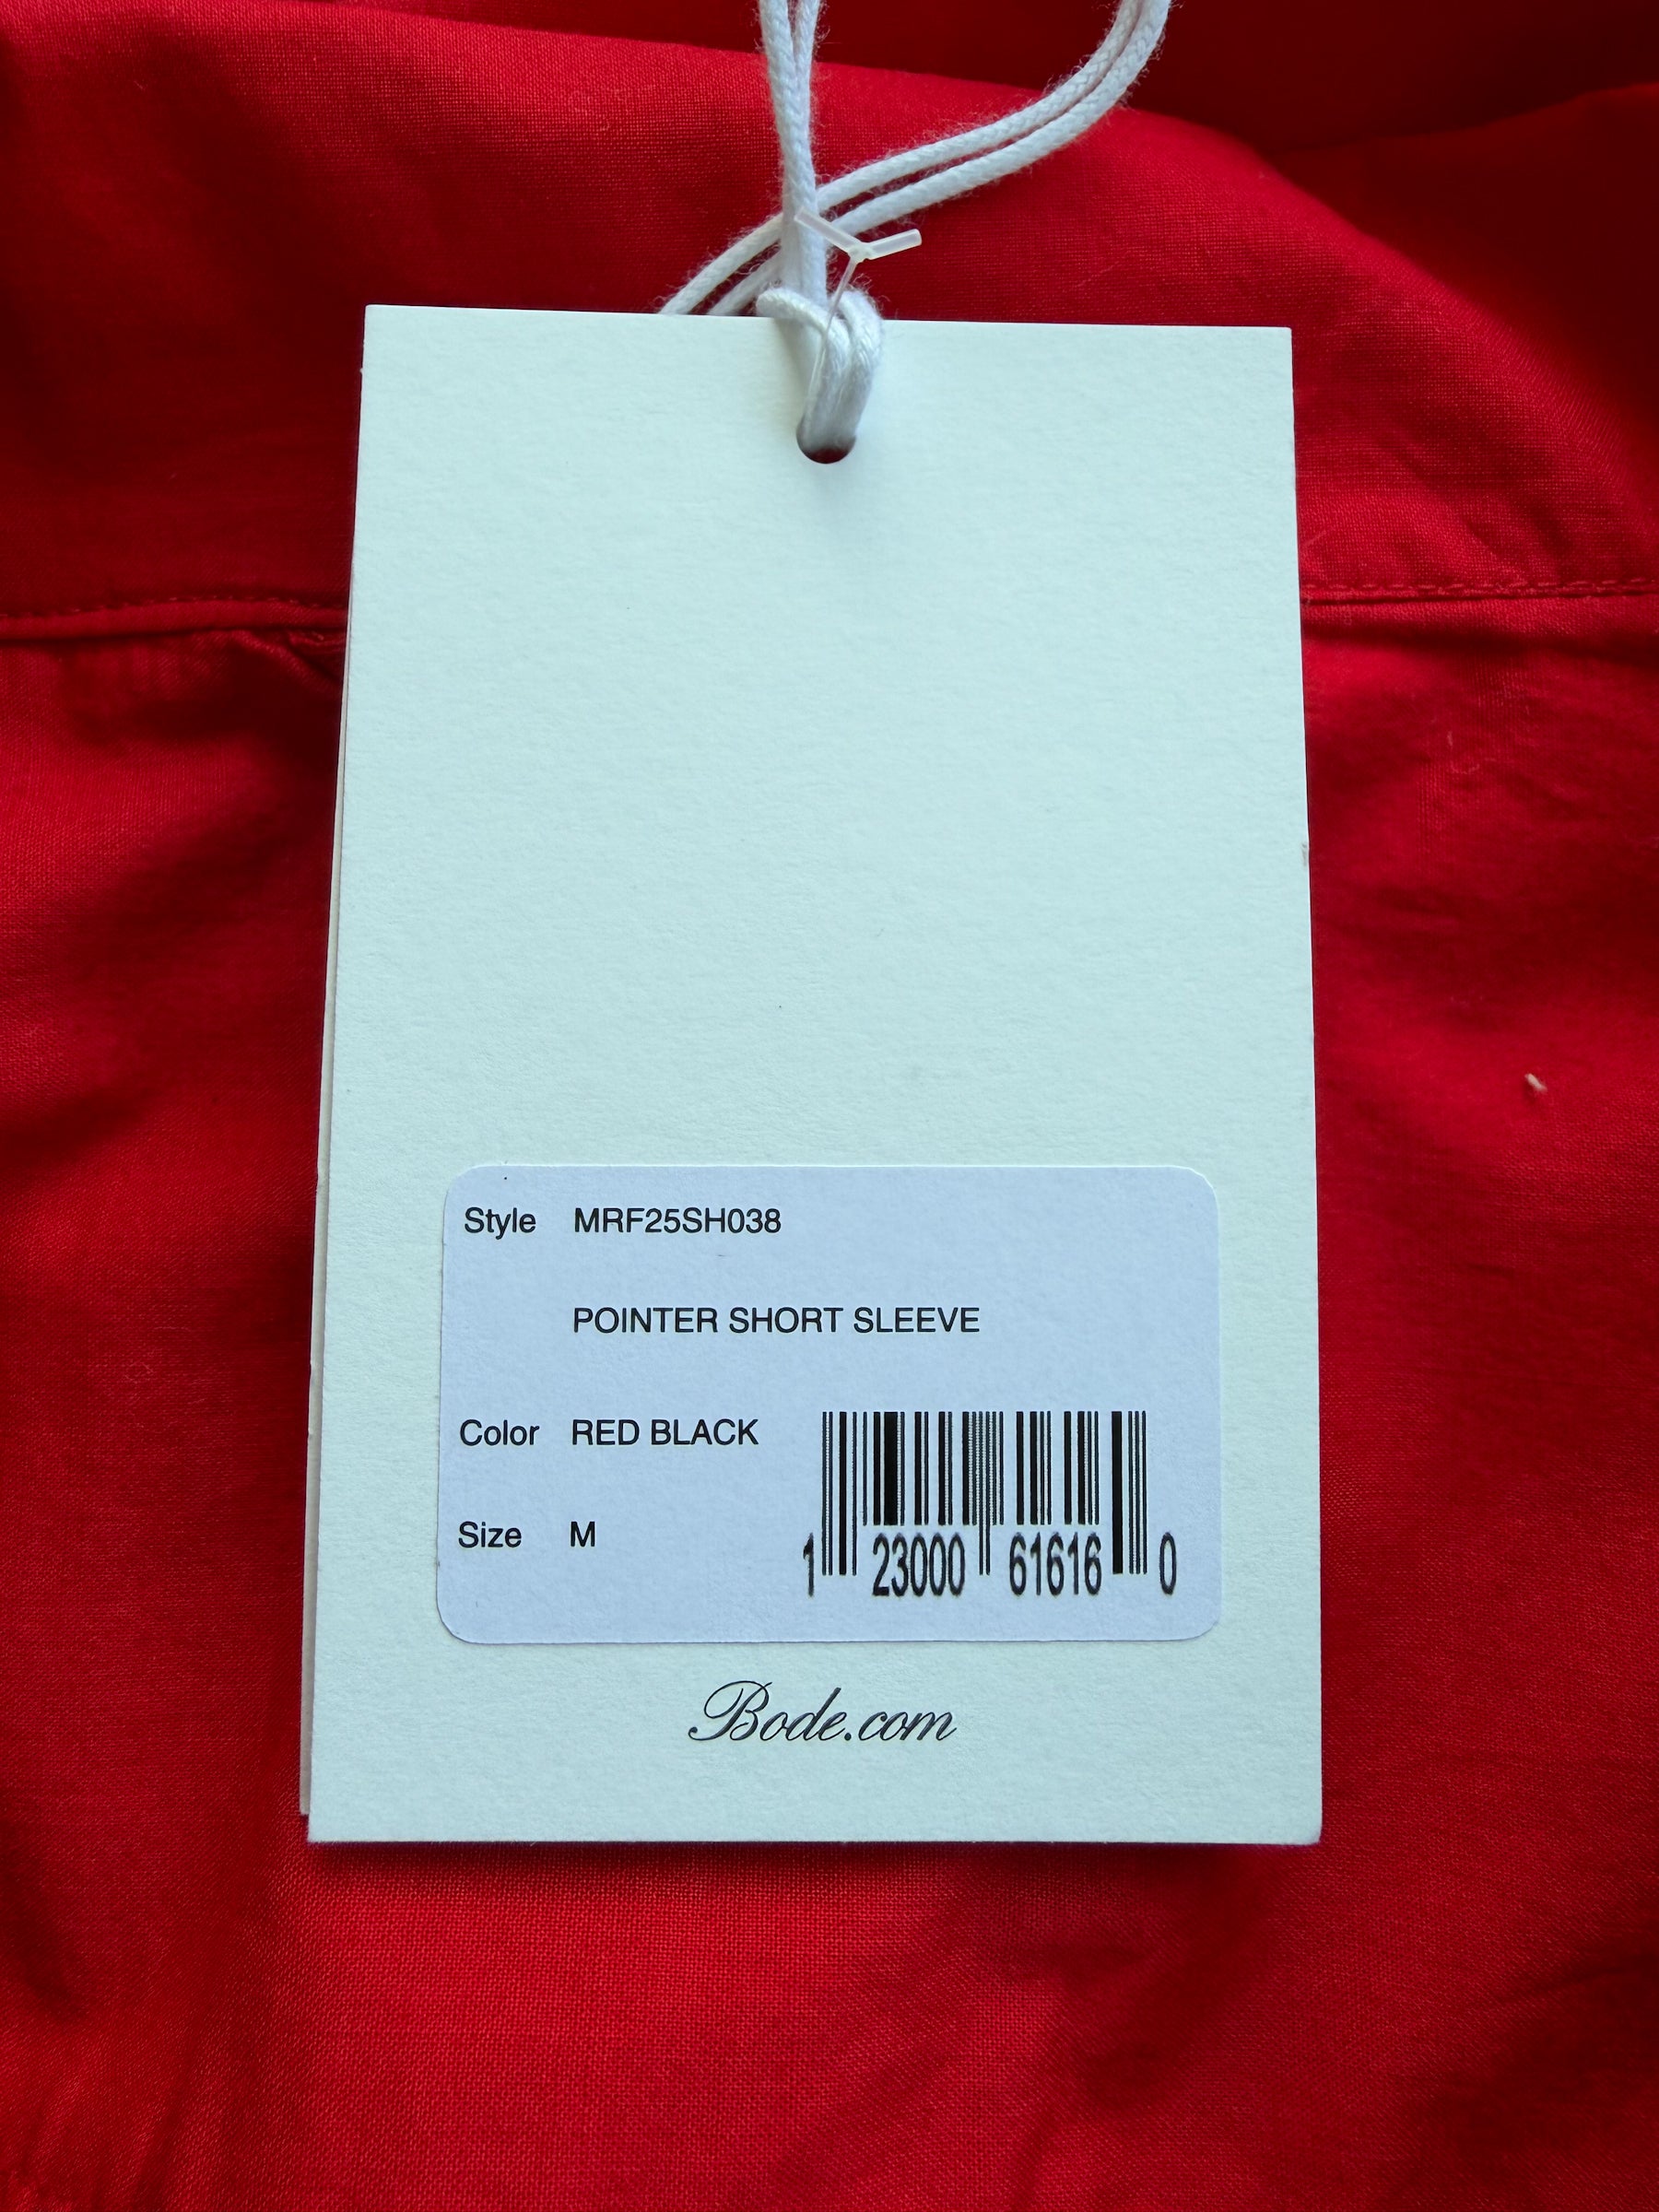 Style MRF25SH038
POINTER SHORT SLEEVE
Color RED BLACK
Size M
1 23000 61616 0
Bode.com